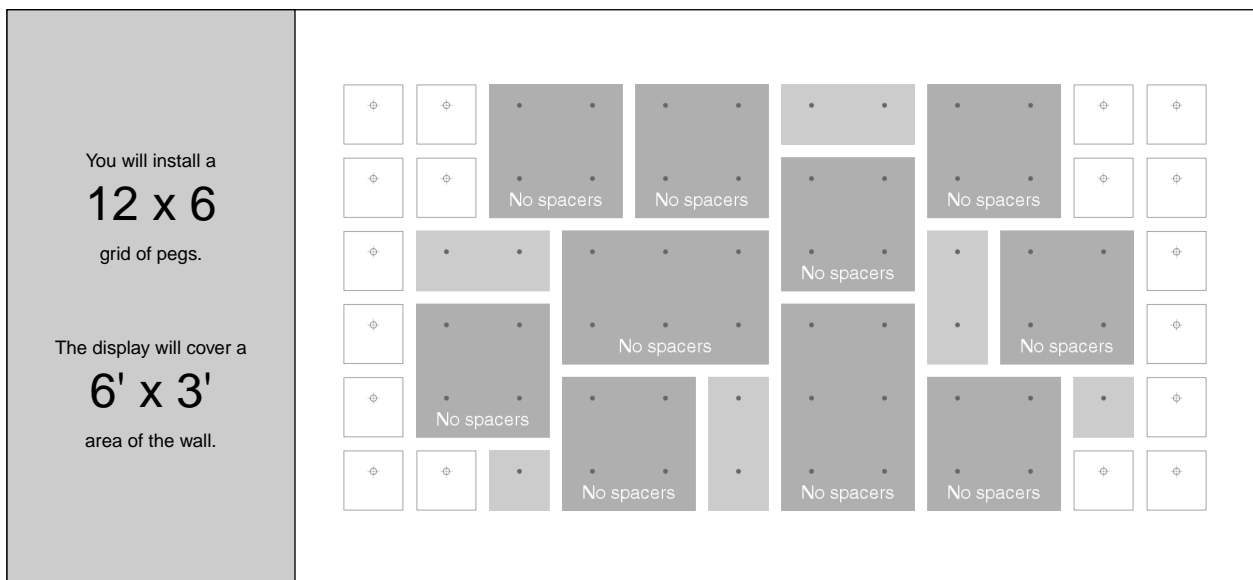 You will install a
12 x 6
grid of pegs.
The display will cover a
6' x 3'
area of the wall.
No spacers
No spacers
No spacers
No spacers
No spacers
No spacers
No spacers
No spacers
No spacers
No spacers